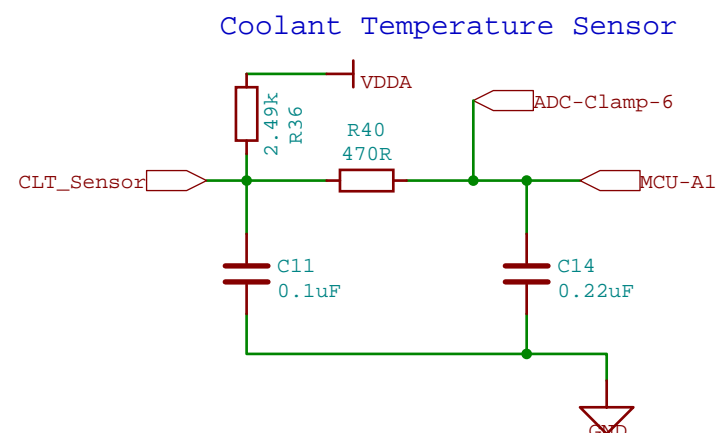 Coolant Temperature Sensor
VDDA
2.49k
R36
ADC-Clamp-6
R40
470R
CLT_Sensor
MCU-A1
C11
0.1uF
C14
0.22uF
GND